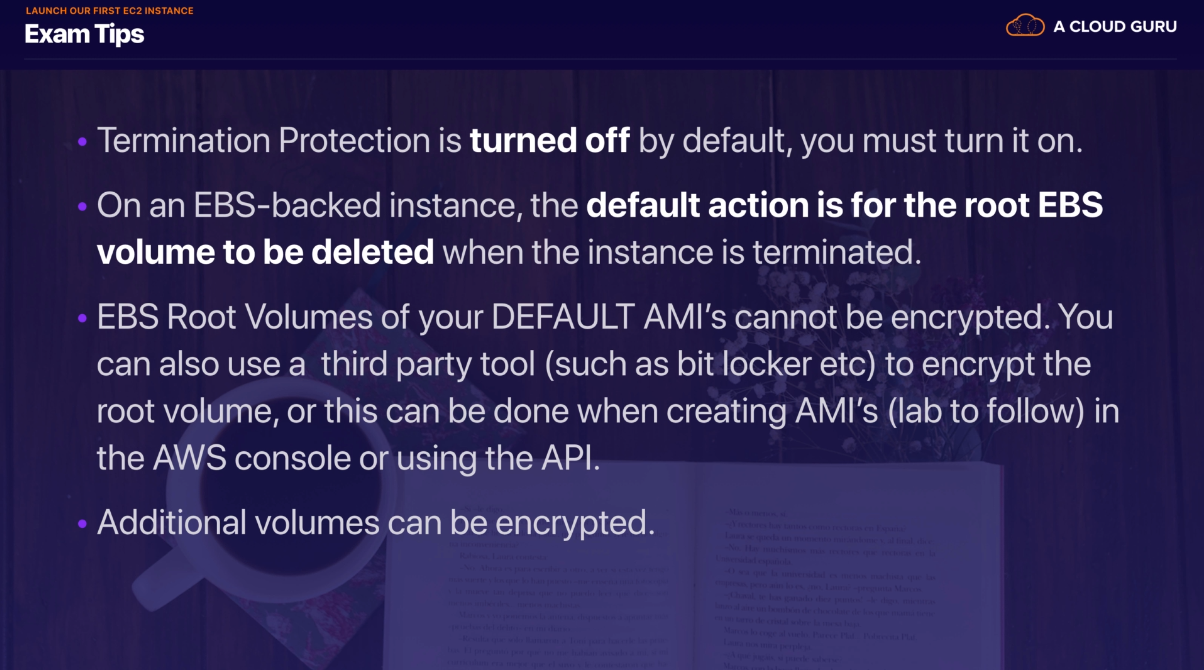 LAUNCH OUR FIRST EC2 INSTANCE
Exam Tips
A CLOUD GURU
• Termination Protection is turned off by default, you must turn it on.
• On an EBS-backed instance, the default action is for the root EBS
volume to be deleted when the instance is terminated.
• EBS Root Volumes of your DEFAULT AMI’s cannot be encrypted. You
can also use a  third party tool (such as bit locker etc) to encrypt the
root volume, or this can be done when creating AMI’s (lab to follow) in
the AWS console or using the API.
• Additional volumes can be encrypted.